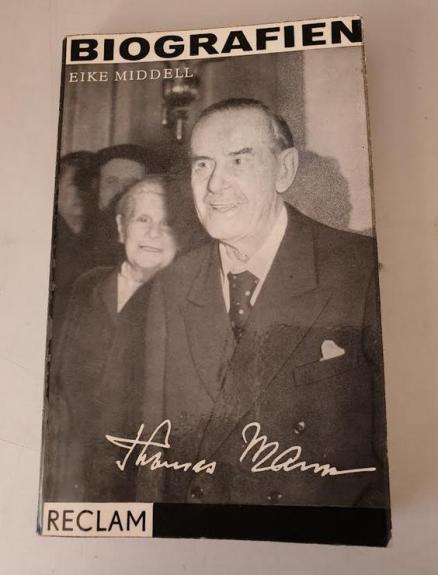 BIOGRAFIEN
EIKE MIDDELL
Thomas Mann
RECLAM